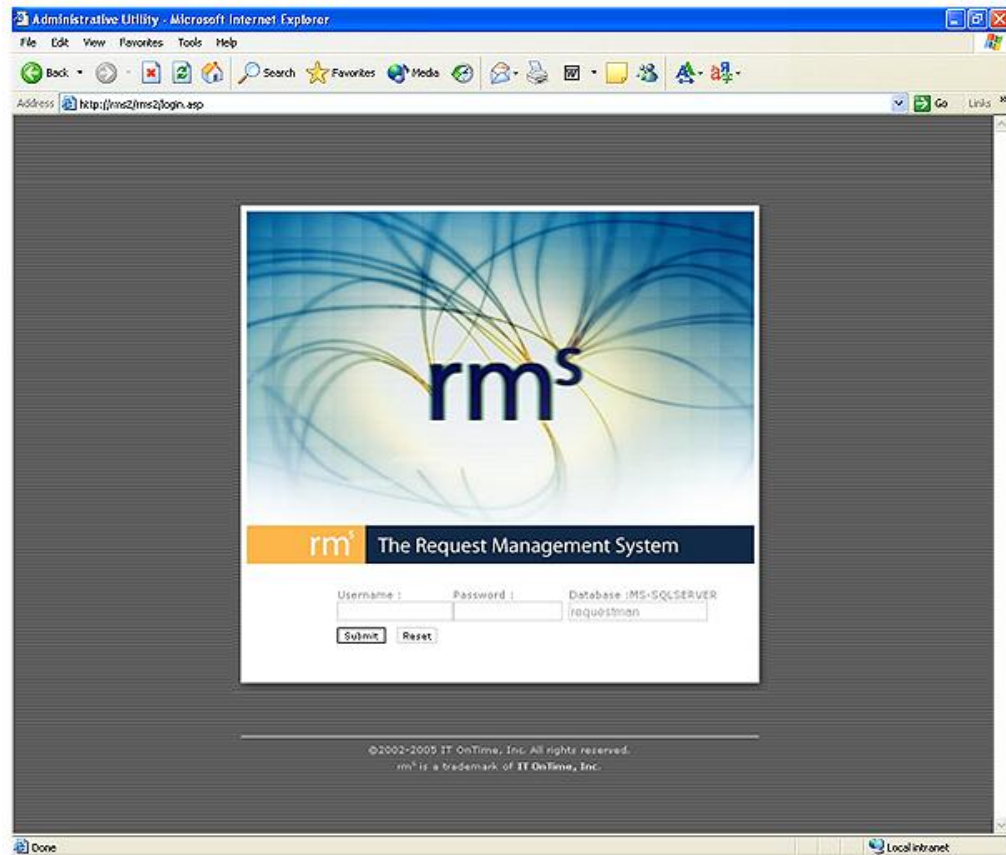 Administrative Utility - Microsoft Internet Explorer
File Edit View Favorites Tools Help
Back Search Favorites Media
Address http://rms2/rms2/login.asp Go Links »
rmˢ
rmˢ The Request Management System
Username : Password : Database :MS-SQLSERVER
requestman
Submit Reset
©2002-2005 IT OnTime, Inc. All rights reserved.
rmˢ is a trademark of IT OnTime, Inc.
Done Local intranet